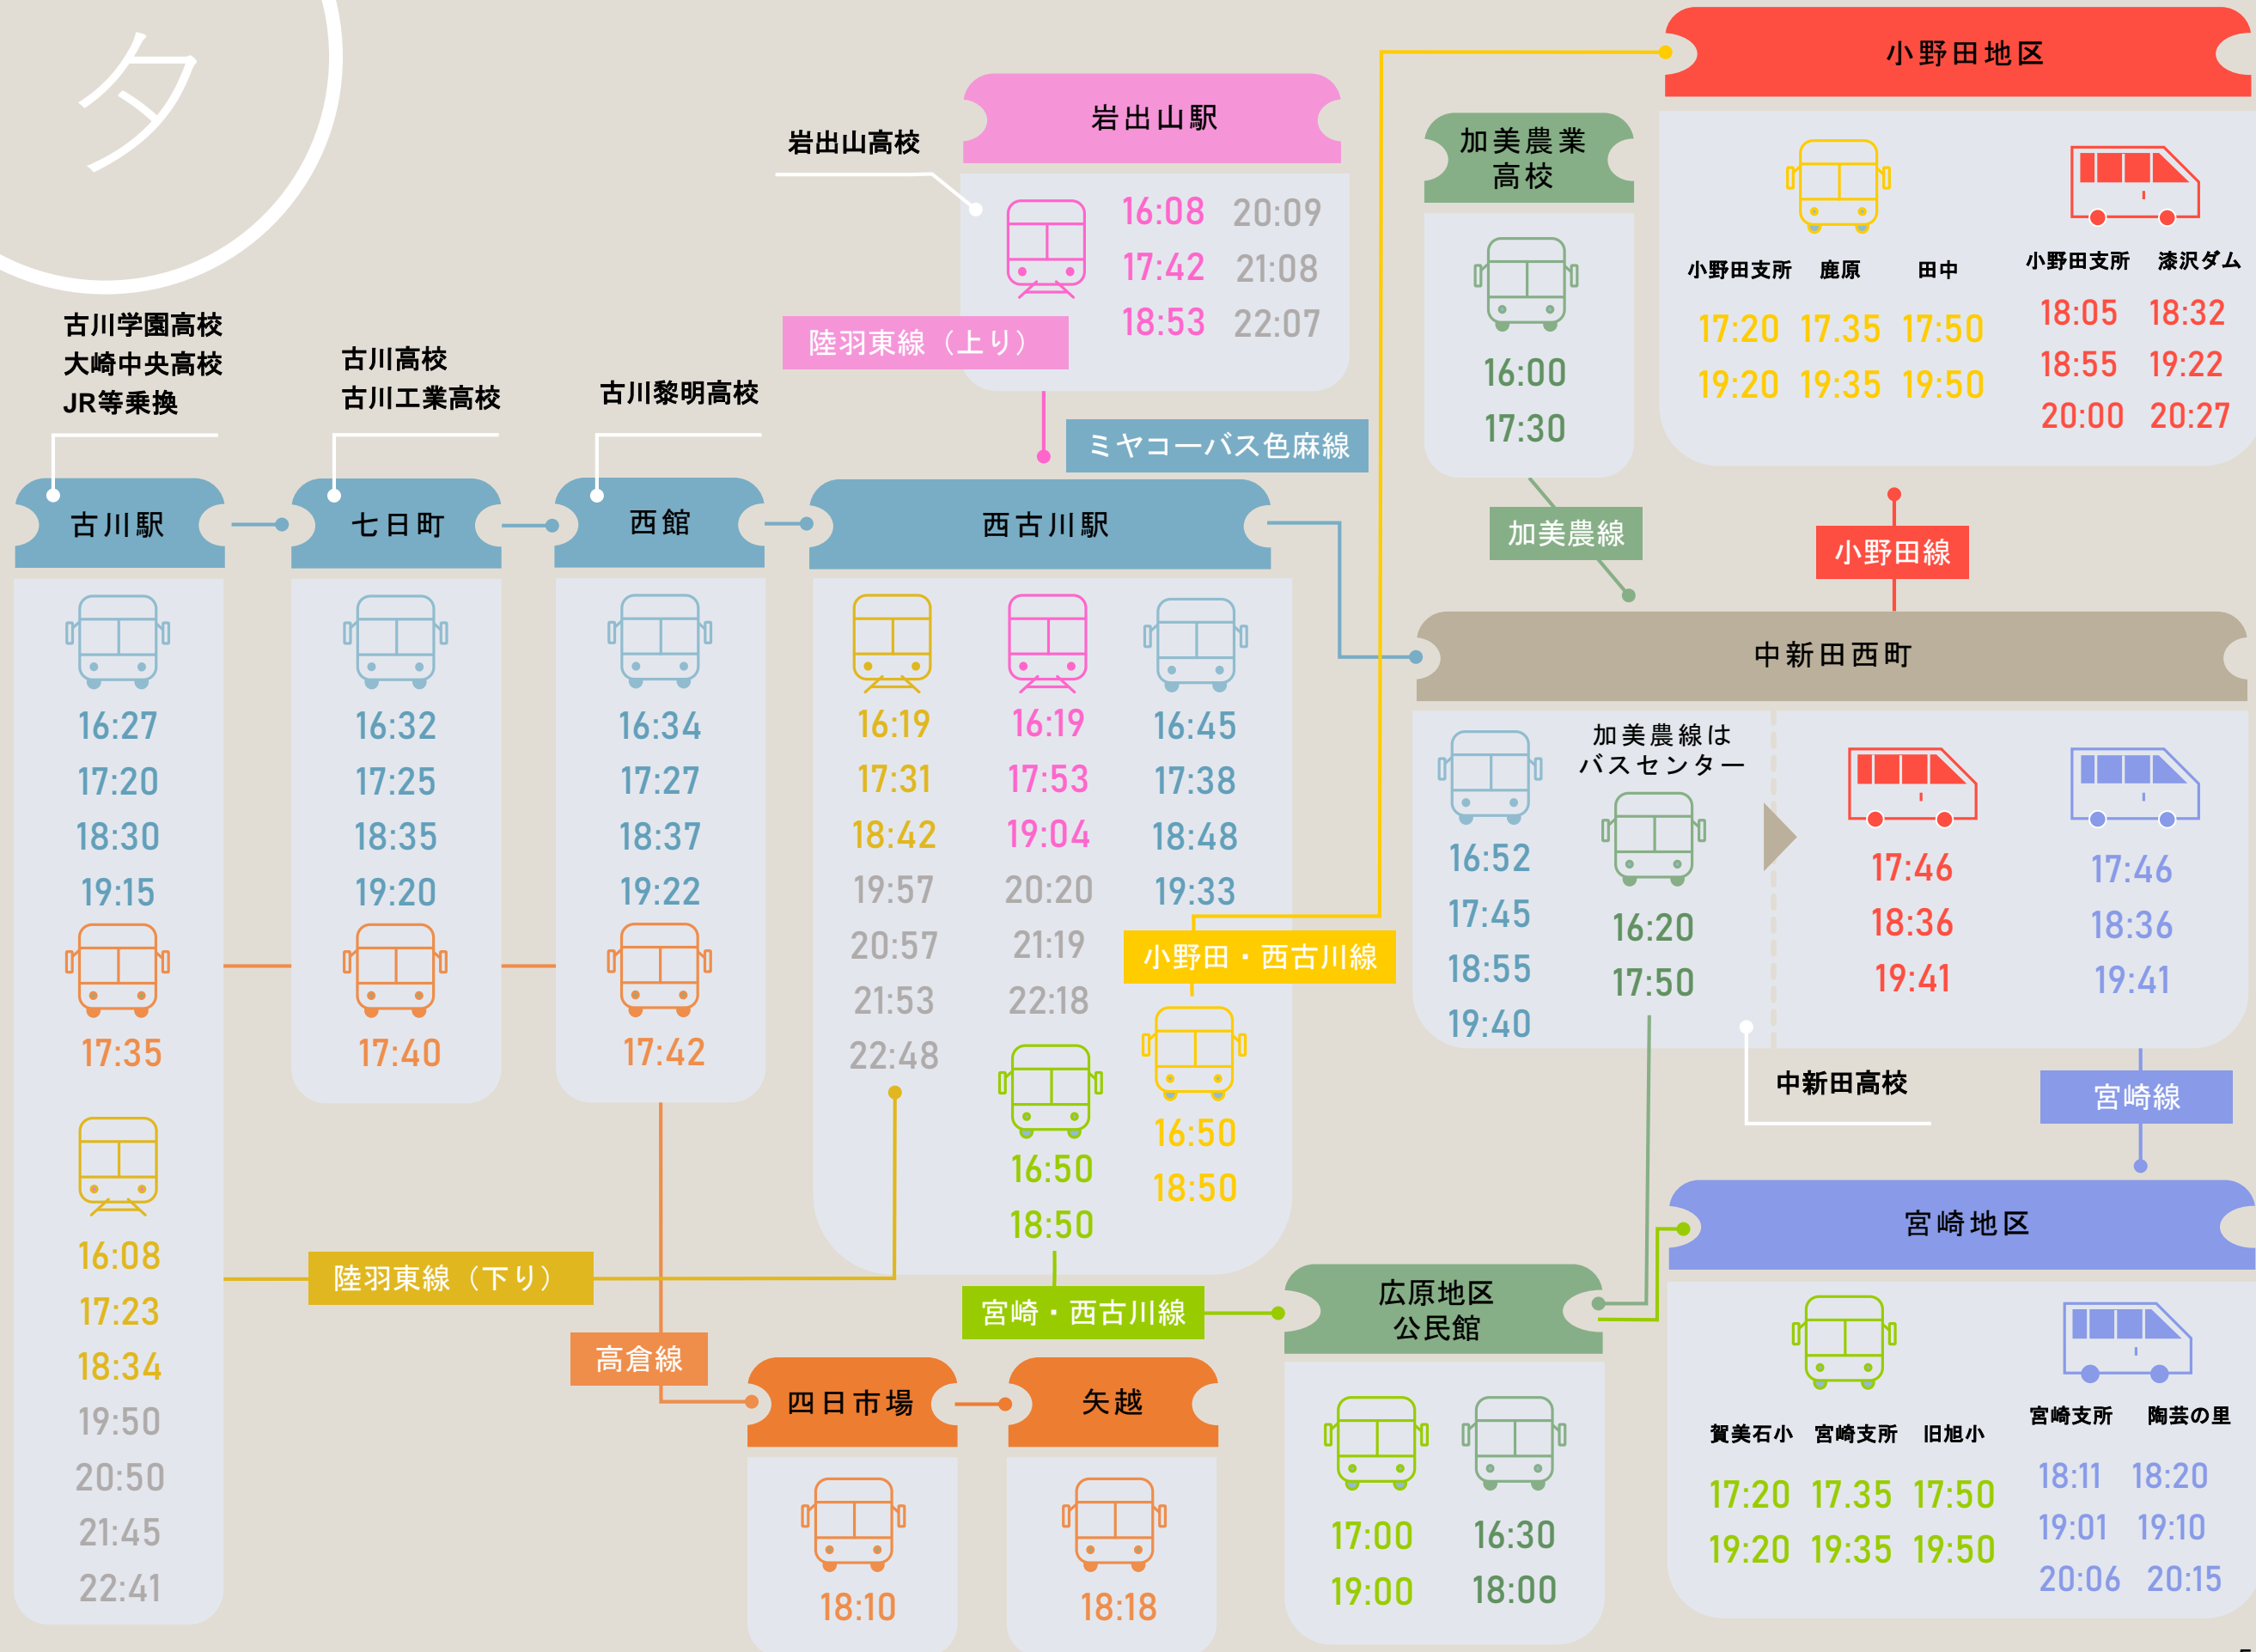 夕
古川学園高校
大崎中央高校
JR等乗換
古川高校
古川工業高校
古川黎明高校
岩出山高校
岩出山駅
16:08 20:09
17:42 21:08
18:53 22:07
陸羽東線（上り）
ミヤコーバス色麻線
加美農業
高校
16:00
17:30
加美農線
小野田地区
小野田支所 鹿原 田中
17:20 17.35 17:50
19:20 19:35 19:50
小野田支所 漆沢ダム
18:05 18:32
18:55 19:22
20:00 20:27
小野田線
古川駅
16:27
17:20
18:30
19:15
17:35
16:08
17:23
18:34
19:50
20:50
21:45
22:41
七日町
16:32
17:25
18:35
19:20
17:40
西館
16:34
17:27
18:37
19:22
17:42
西古川駅
16:19
17:31
18:42
19:57
20:57
21:53
22:48
16:19
17:53
19:04
20:20
21:19
22:18
16:50
18:50
16:45
17:38
18:48
19:33
小野田・西古川線
16:50
18:50
中新田西町
16:52
17:45
18:55
19:40
加美農線は
バスセンター
16:20
17:50
17:46
18:36
19:41
17:46
18:36
19:41
中新田高校
宮崎線
陸羽東線（下り）
高倉線
宮崎・西古川線
四日市場
18:10
矢越
18:18
広原地区
公民館
17:00
19:00
16:30
18:00
宮崎地区
賀美石小 宮崎支所 旧旭小
17:20 17.35 17:50
19:20 19:35 19:50
宮崎支所 陶芸の里
18:11 18:20
19:01 19:10
20:06 20:15